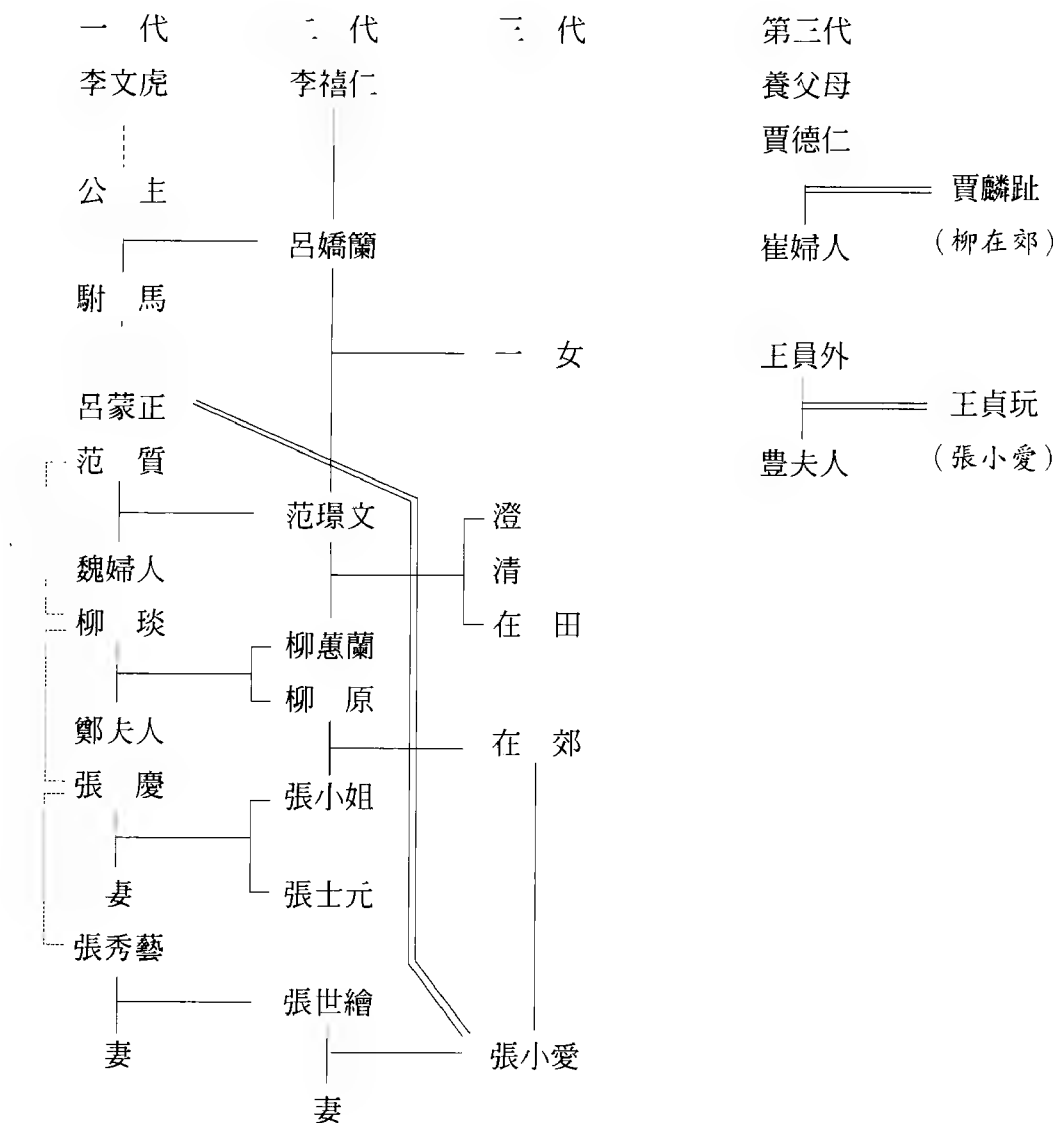 一代 二代 三代 第三代
李文虎 李禧仁 養父母
賈德仁
公主 賈麟趾
呂嬌蘭 崔婦人 (柳在郊)
駙馬
一女 王員外
呂蒙正 王貞玩
范質 豊夫人 (張小愛)
范璟文 澄
魏婦人 清
柳琰 在田
柳蕙蘭
柳原
鄭夫人 在郊
張慶 張小姐
妻 張士元
張秀藝
張世繪
妻 張小愛
妻